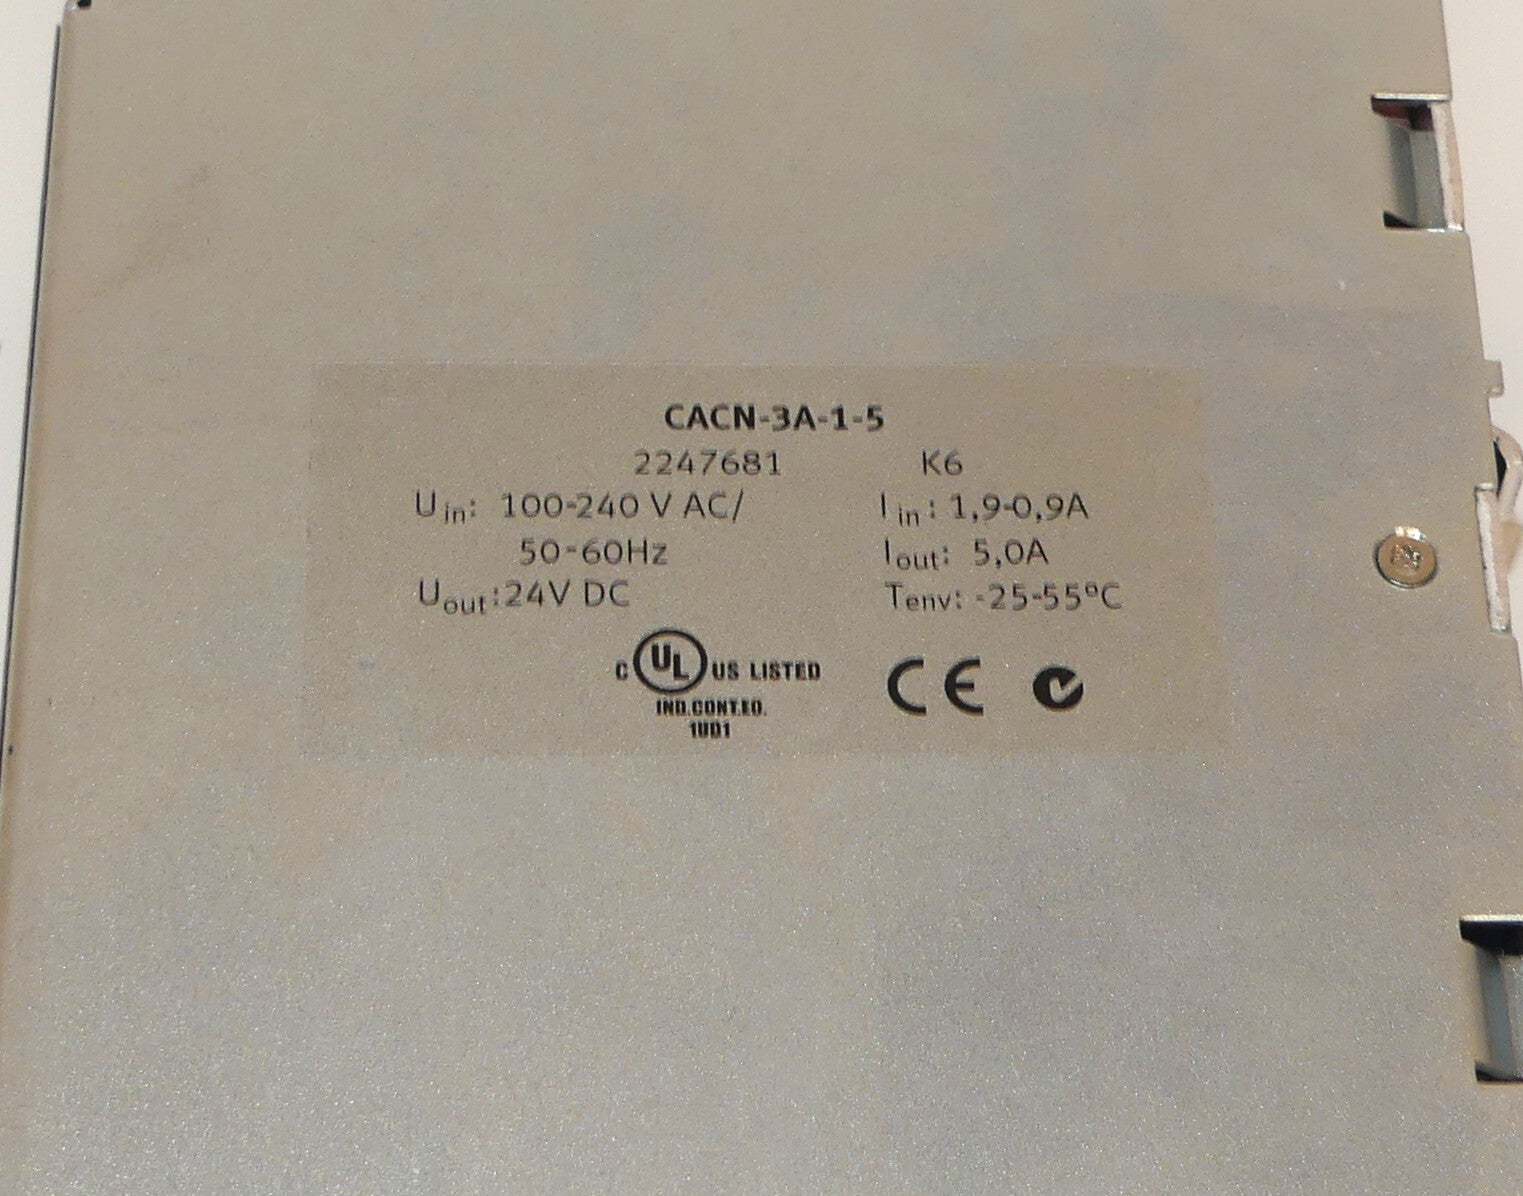 CACN-3A-1-5
2247681 K6
Uin: 100-240 V AC/ Iin: 1,9-0,9A
50-60Hz Iout: 5,0A
Uout:24V DC Tenv: -25-55ºC
C UL US LISTED CE
IND.CONT.EQ.
1UD1